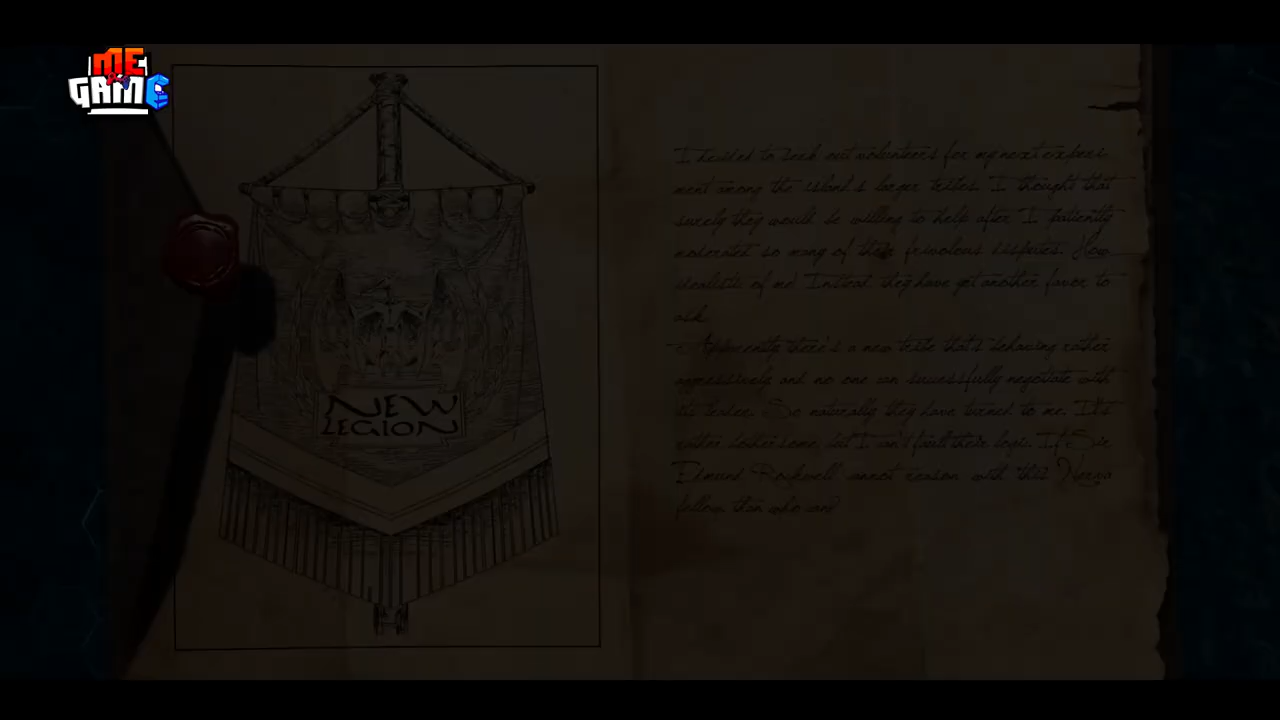 ME
GAME
NEW
LEGION
I decided to seek out volunteers for my next experi-
ment among the island's larger tribes. I thought that
surely they would be willing to help after I patiently
moderated so many of their frivolous disputes. How
idealistic of me! Instead, they have yet another favor to
ask.
Apparently there's a new tribe that's behaving rather
aggressively and no one can successfully negotiate with
its leader. So naturally they have turned to me. It's
rather bothersome, but I can't fault their logic. If Sir
Edmund Rockwell cannot reason with this Nerva
fellow, than who can?